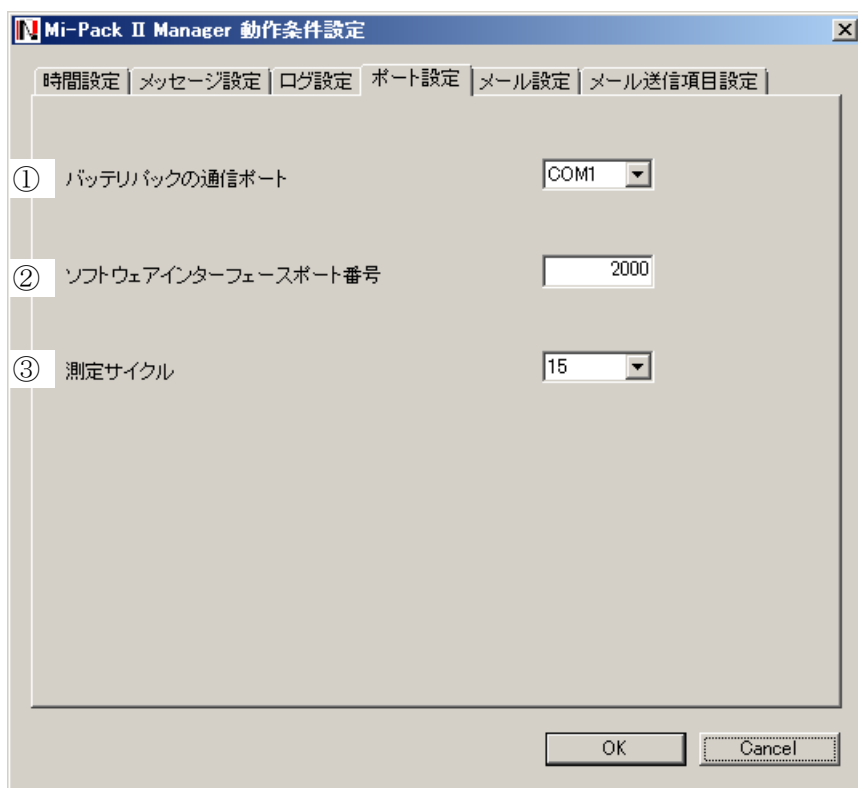 Mi-Pack II Manager 動作条件設定
時間設定 メッセージ設定 ログ設定 ポート設定 メール設定 メール送信項目設定
① バッテリパックの通信ポート COM1
② ソフトウェアインターフェースポート番号 2000
③ 測定サイクル 15
OK Cancel